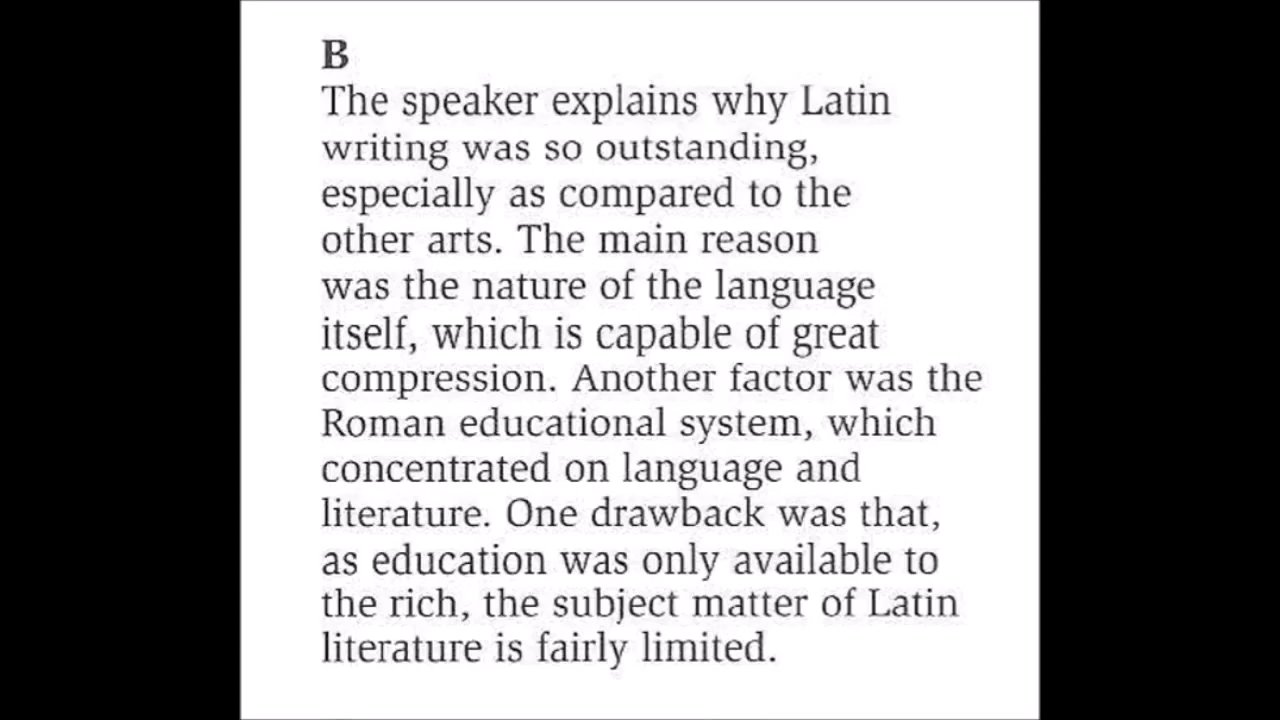 B
The speaker explains why Latin
writing was so outstanding,
especially as compared to the
other arts. The main reason
was the nature of the language
itself, which is capable of great
compression. Another factor was the
Roman educational system, which
concentrated on language and
literature. One drawback was that,
as education was only available to
the rich, the subject matter of Latin
literature is fairly limited.